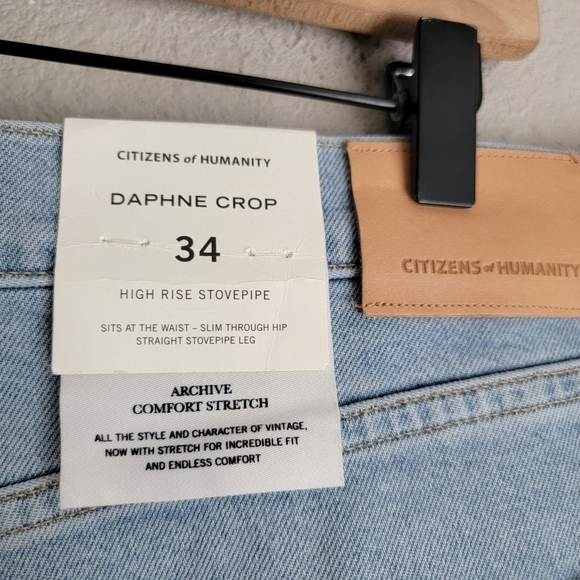 CITIZENS of HUMANITY
DAPHNE CROP
34
HIGH RISE STOVEPIPE
SITS AT THE WAIST – SLIM THROUGH HIP
STRAIGHT STOVEPIPE LEG
ARCHIVE
COMFORT STRETCH
ALL THE STYLE AND CHARACTER OF VINTAGE,
NOW WITH STRETCH FOR INCREDIBLE FIT
AND ENDLESS COMFORT
CITIZENS of HUMANITY